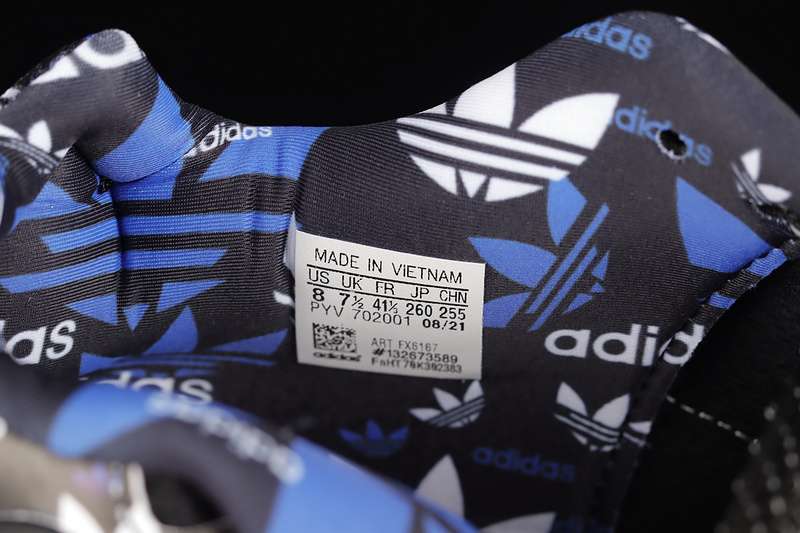 adidas
adidas
adidas
MADE IN VIETNAM
US UK FR JP CHN
8 7½ 41⅓ 260 255
PYV 702001 08/21
ART FX6167
#132673589
adidas
adidas
das
adidas